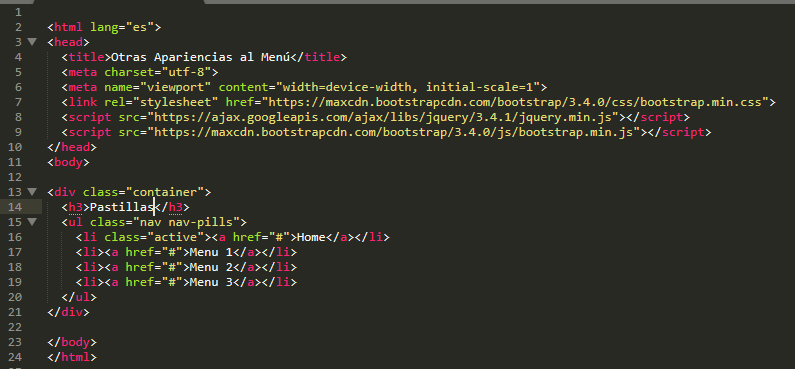 1
2 <html lang="es">
3 <head>
4 <title>Otras Apariencias al Menú</title>
5 <meta charset="utf-8">
6 <meta name="viewport" content="width=device-width, initial-scale=1">
7 <link rel="stylesheet" href="https://maxcdn.bootstrapcdn.com/bootstrap/3.4.0/css/bootstrap.min.css">
8 <script src="https://ajax.googleapis.com/ajax/libs/jquery/3.4.1/jquery.min.js"></script>
9 <script src="https://maxcdn.bootstrapcdn.com/bootstrap/3.4.0/js/bootstrap.min.js"></script>
10 </head>
11 <body>
12
13 <div class="container">
14 <h3>Pastillas</h3>
15 <ul class="nav nav-pills">
16 <li class="active"><a href="#">Home</a></li>
17 <li><a href="#">Menu 1</a></li>
18 <li><a href="#">Menu 2</a></li>
19 <li><a href="#">Menu 3</a></li>
20 </ul>
21 </div>
22
23 </body>
24 </html>